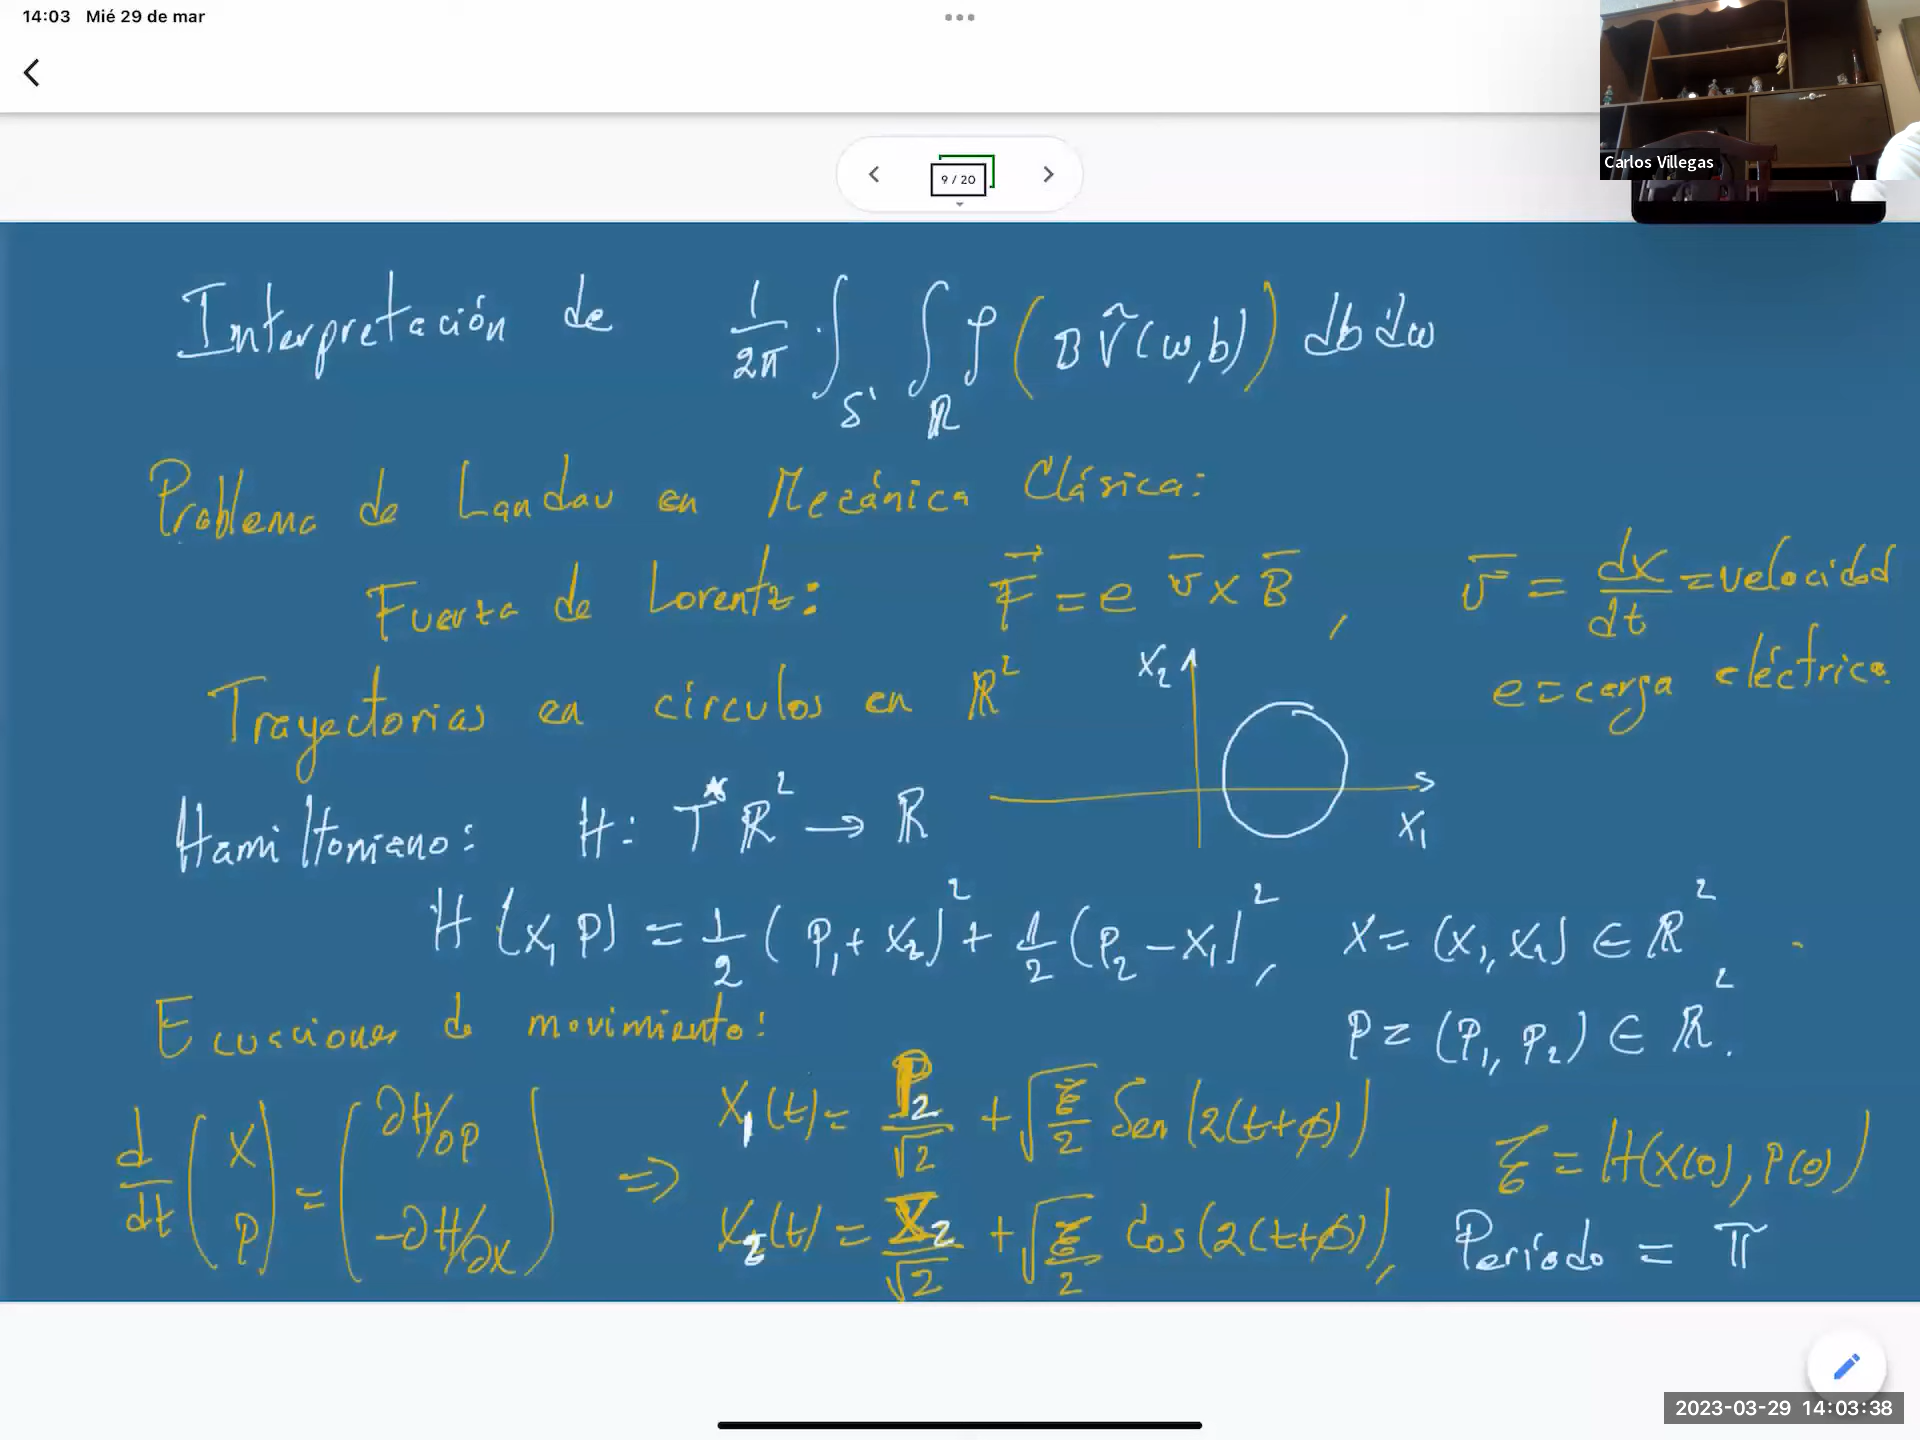 14:03 Mié 29 de mar
Carlos Villegas
9 / 20
Interpretación de 1/2π ∫_{S¹} ∫_ℝ ρ( B Ṽ(ω,b) ) db dω
Problema de Landau en Mecánica Clásica:
Fuerza de Lorentz: F = e v × B , v = dx/dt = velocidad
e = carga eléctrica.
Trayectorias en círculos en ℝ²
X₂
X₁
Hamiltoniano: H: T*ℝ² → ℝ
H(x,p) = 1/2 (p₁ + x₂)² + 1/2 (p₂ − x₁)² , x = (x₁, x₂) ∈ ℝ²
p = (p₁, p₂) ∈ ℝ².
Ecuaciones de movimiento:
d/dt (x p) = (∂H/∂p −∂H/∂x) ⇒
X₁(t) = P₂/√2 + √(E/2) Sen(2(t+ϕ))
X₂(t) = X₂/√2 + √(E/2) Cos(2(t+ϕ)),
E = H(x(0), p(0))
Período = π
2023-03-29 14:03:38